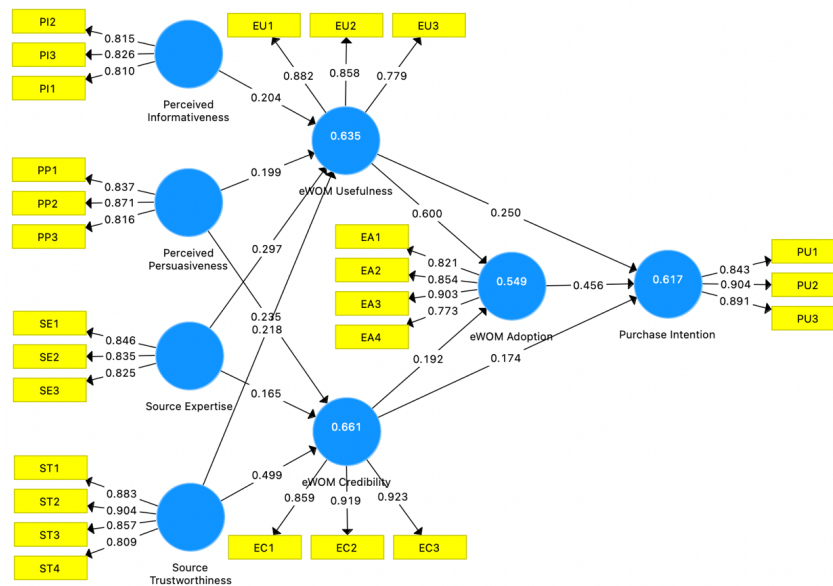 PI2
0.815
PI3
0.826
PI1
0.810
Perceived
Informativeness
EU1
EU2
EU3
0.882
0.858
0.779
0.204
0.635
eWOM Usefulness
PP1
0.837
PP2
0.871
PP3
0.816
Perceived
Persuasiveness
0.199
0.297
0.235
0.218
0.600
0.250
EA1
0.821
EA2
0.854
EA3
0.903
EA4
0.773
0.549
eWOM Adoption
0.456
0.617
Purchase Intention
PU1
0.843
PU2
0.904
PU3
0.891
SE1
0.846
SE2
0.835
SE3
0.825
Source Expertise
0.165
0.192
0.174
0.661
eWOM Credibility
0.499
0.859
0.919
0.923
EC1
EC2
EC3
ST1
0.883
ST2
0.904
ST3
0.857
ST4
0.809
Source
Trustworthiness